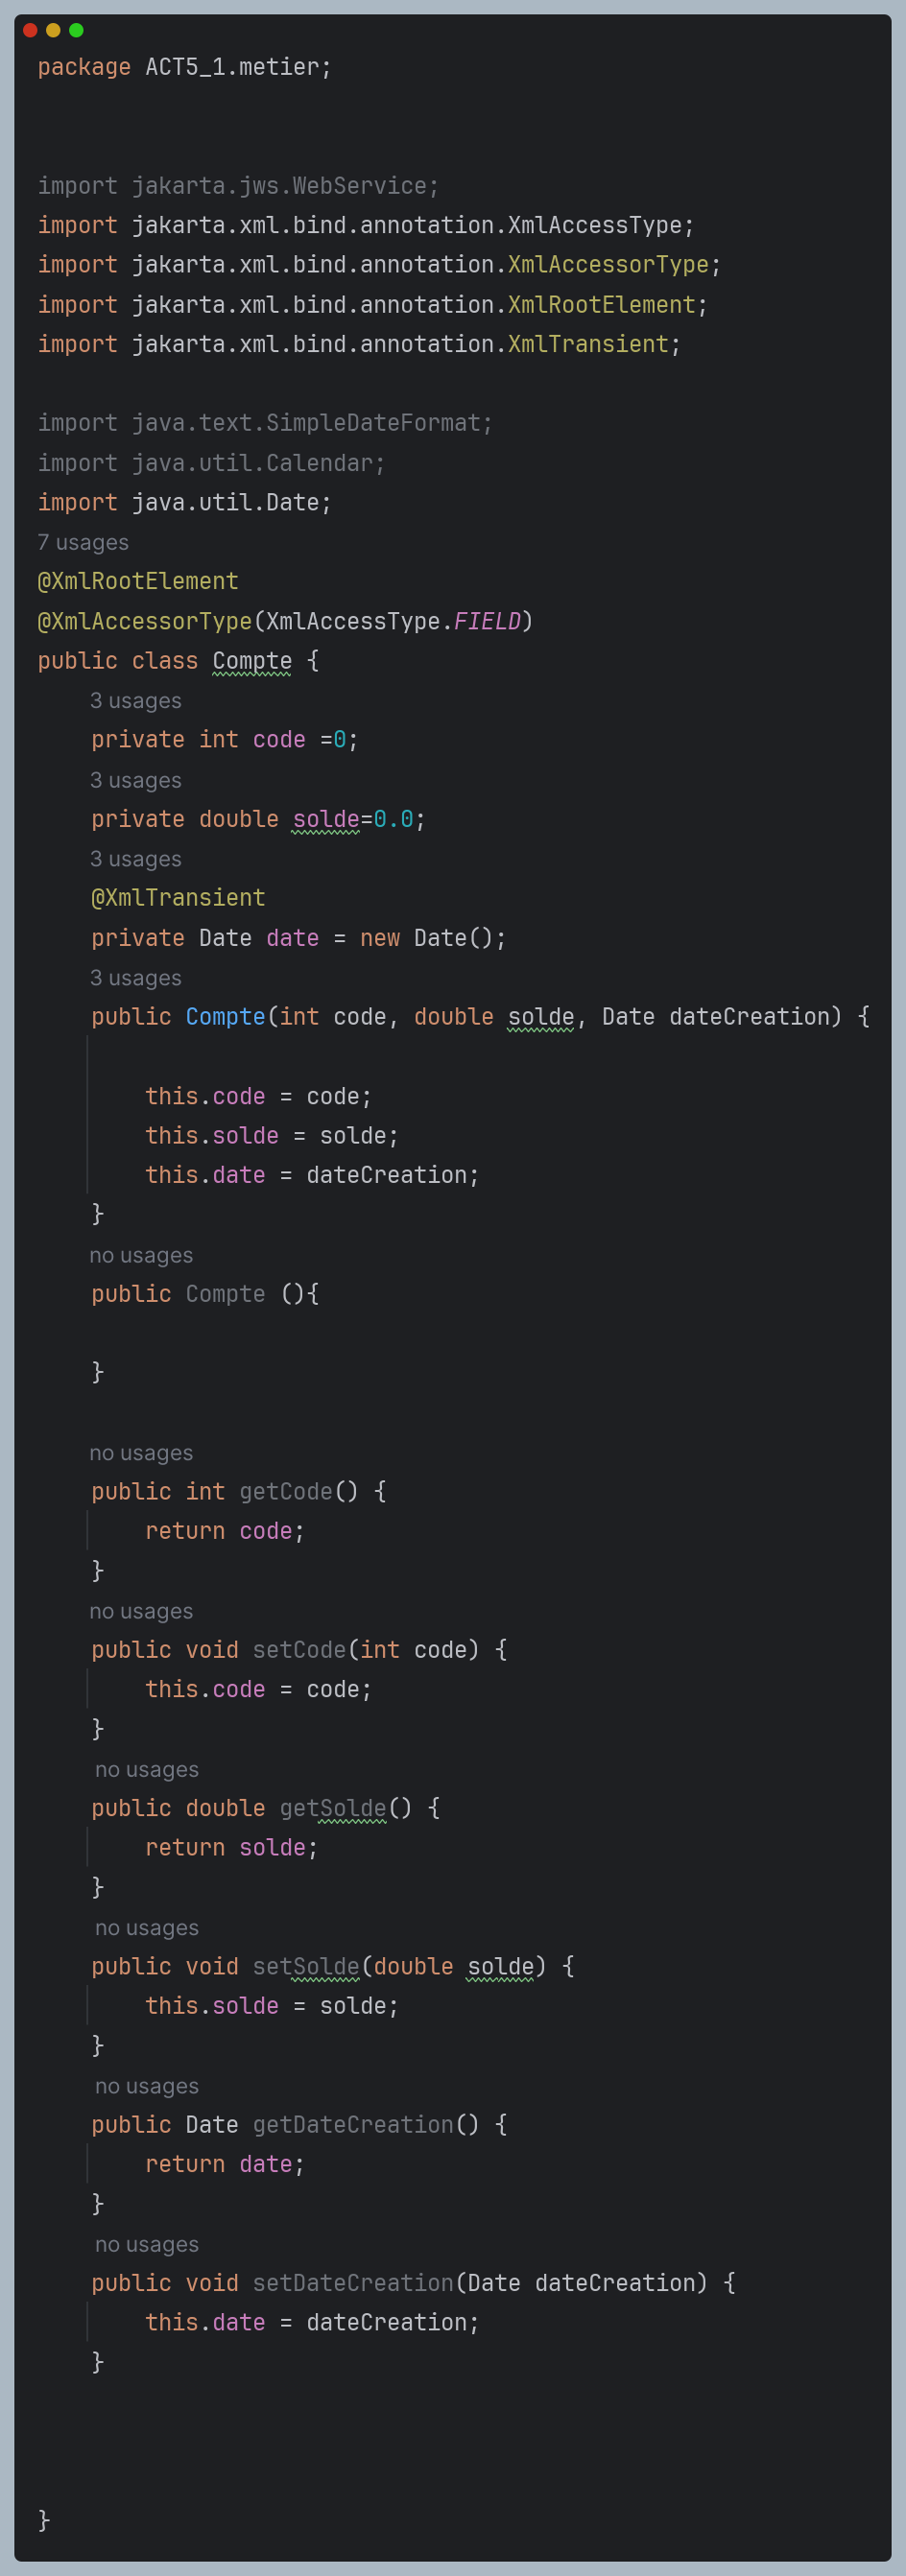 package ACT5_1.metier;
import jakarta.jws.WebService;
import jakarta.xml.bind.annotation.XmlAccessType;
import jakarta.xml.bind.annotation.XmlAccessorType;
import jakarta.xml.bind.annotation.XmlRootElement;
import jakarta.xml.bind.annotation.XmlTransient;
import java.text.SimpleDateFormat;
import java.util.Calendar;
import java.util.Date;
7 usages
@XmlRootElement
@XmlAccessorType(XmlAccessType.FIELD)
public class Compte {
3 usages
private int code =0;
3 usages
private double solde=0.0;
3 usages
@XmlTransient
private Date date = new Date();
3 usages
public Compte(int code, double solde, Date dateCreation) {
this.code = code;
this.solde = solde;
this.date = dateCreation;
}
no usages
public Compte (){
}
no usages
public int getCode() {
return code;
}
no usages
public void setCode(int code) {
this.code = code;
}
no usages
public double getSolde() {
return solde;
}
no usages
public void setSolde(double solde) {
this.solde = solde;
}
no usages
public Date getDateCreation() {
return date;
}
no usages
public void setDateCreation(Date dateCreation) {
this.date = dateCreation;
}
}